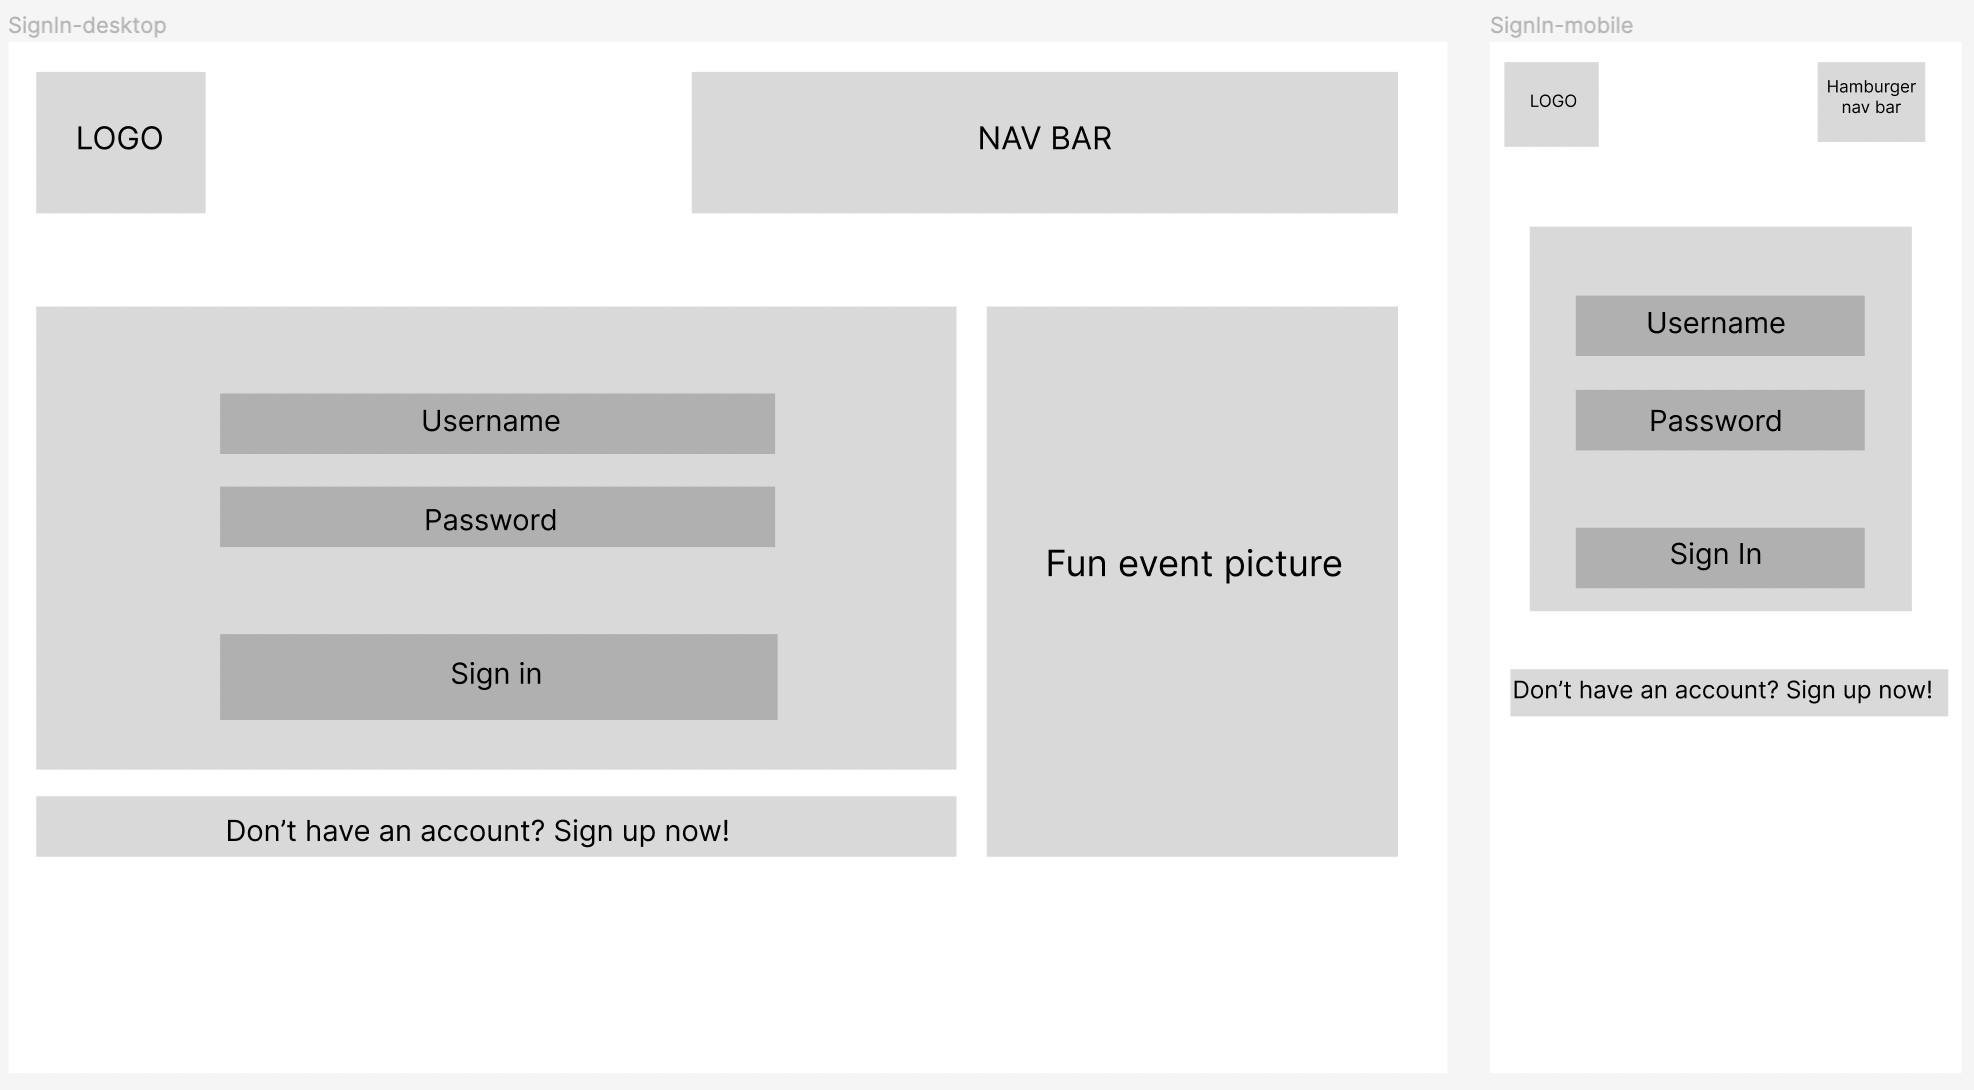 SignIn-desktop
LOGO
NAV BAR
Username
Password
Sign in
Don’t have an account? Sign up now!
Fun event picture
SignIn-mobile
LOGO
Hamburger
nav bar
Username
Password
Sign In
Don’t have an account? Sign up now!